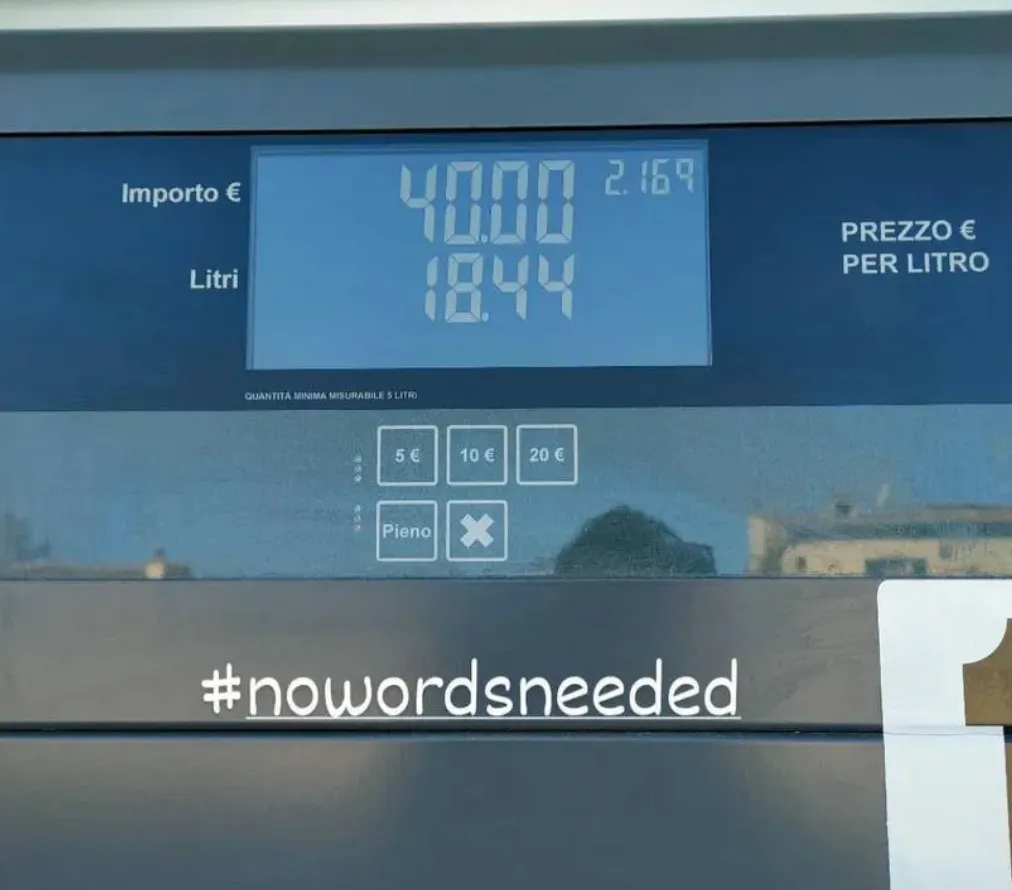 Importo € 40.00 2.169
PREZZO €
PER LITRO
Litri 18.44
QUANTITÀ MINIMA MISURABILE 5 LITRI
5 € 10 € 20 €
Pieno
#nowordsneeded
1